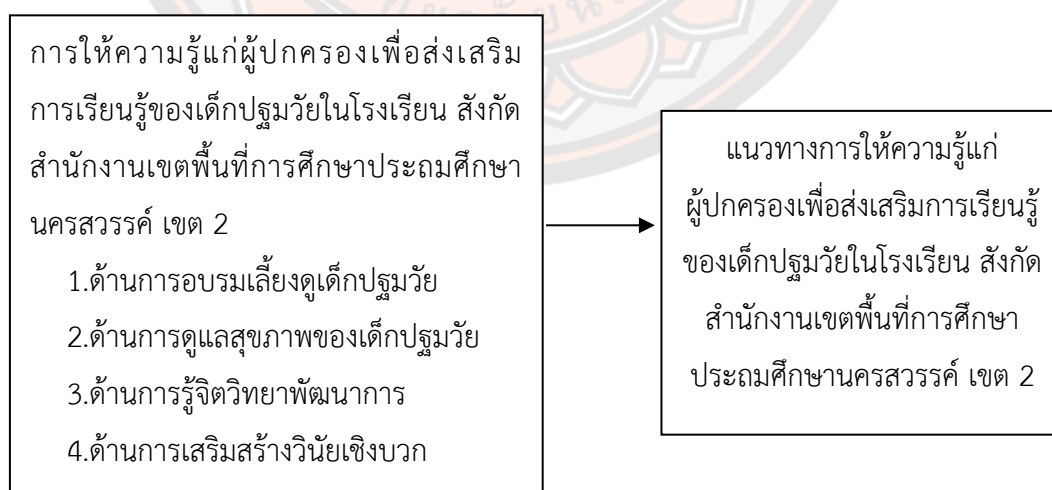 การให้ความรู้แก่ผู้ปกครองเพื่อส่งเสริม
การเรียนรู้ของเด็กปฐมวัยในโรงเรียน สังกัด
สำนักงานเขตพื้นที่การศึกษาประถมศึกษา
นครสวรรค์ เขต 2
1.ด้านการอบรมเลี้ยงดูเด็กปฐมวัย
2.ด้านการดูแลสุขภาพของเด็กปฐมวัย
3.ด้านการรู้จิตวิทยาพัฒนาการ
4.ด้านการเสริมสร้างวินัยเชิงบวก
แนวทางการให้ความรู้แก่
ผู้ปกครองเพื่อส่งเสริมการเรียนรู้
ของเด็กปฐมวัยในโรงเรียน สังกัด
สำนักงานเขตพื้นที่การศึกษา
ประถมศึกษานครสวรรค์ เขต 2